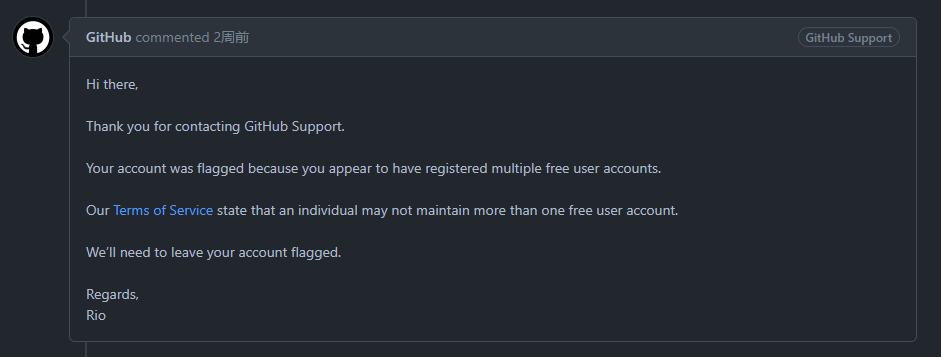 GitHub commented 2周前
GitHub Support
Hi there,
Thank you for contacting GitHub Support.
Your account was flagged because you appear to have registered multiple free user accounts.
Our Terms of Service state that an individual may not maintain more than one free user account.
We’ll need to leave your account flagged.
Regards,
Rio